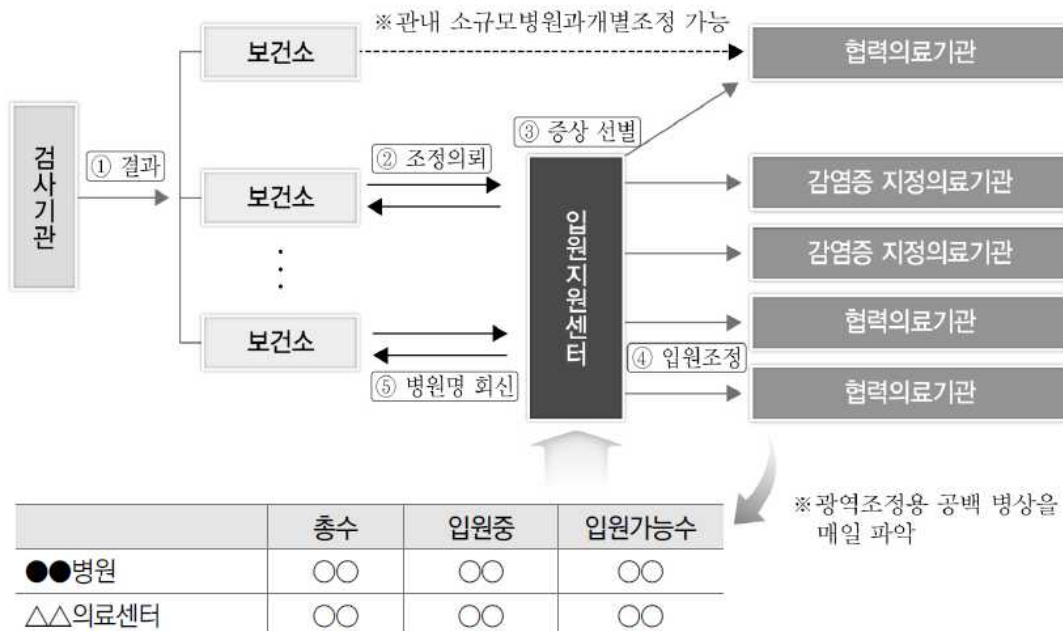 ※관내 소규모병원과개별조정 가능
보건소
협력의료기관
③ 증상 선별
검사기관
① 결과
② 조정의뢰
보건소
감염증 지정의료기관
입원지원센터
감염증 지정의료기관
보건소
협력의료기관
④ 입원조정
⑤ 병원명 회신
협력의료기관
※광역조정용 공백 명상을
매일 파악
총수 입원중 입원가능수
●●병원 ○○ ○○ ○○
△△의료센터 ○○ ○○ ○○